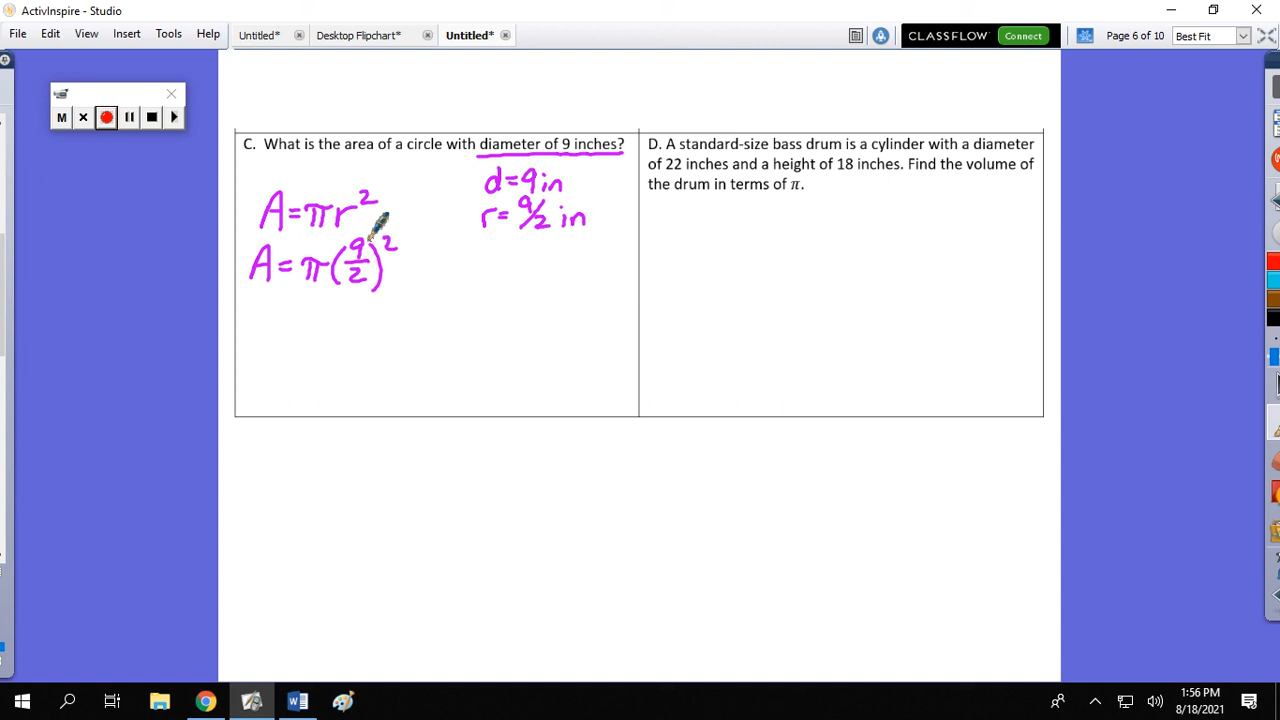 ActivInspire - Studio
File Edit View Insert Tools Help
Untitled* Desktop Flipchart* Untitled*
CLASSFLOW Connect
Page 6 of 10 Best Fit
M
C. What is the area of a circle with diameter of 9 inches?
d=9in
r=9/2 in
A=πr²
A=π(9/2)²
D. A standard-size bass drum is a cylinder with a diameter
of 22 inches and a height of 18 inches. Find the volume of
the drum in terms of π.
1:56 PM
8/18/2021